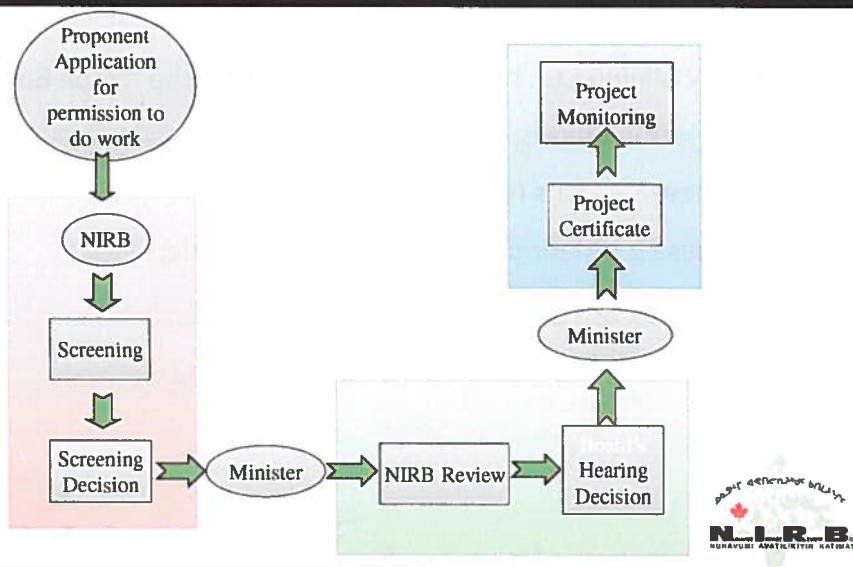 Proponent
Application
for
permission to
do work
NIRB
Screening
Screening
Decision
Minister
NIRB Review
Board's
Hearing
Decision
Minister
Project
Certificate
Project
Monitoring
N.I.R.B.